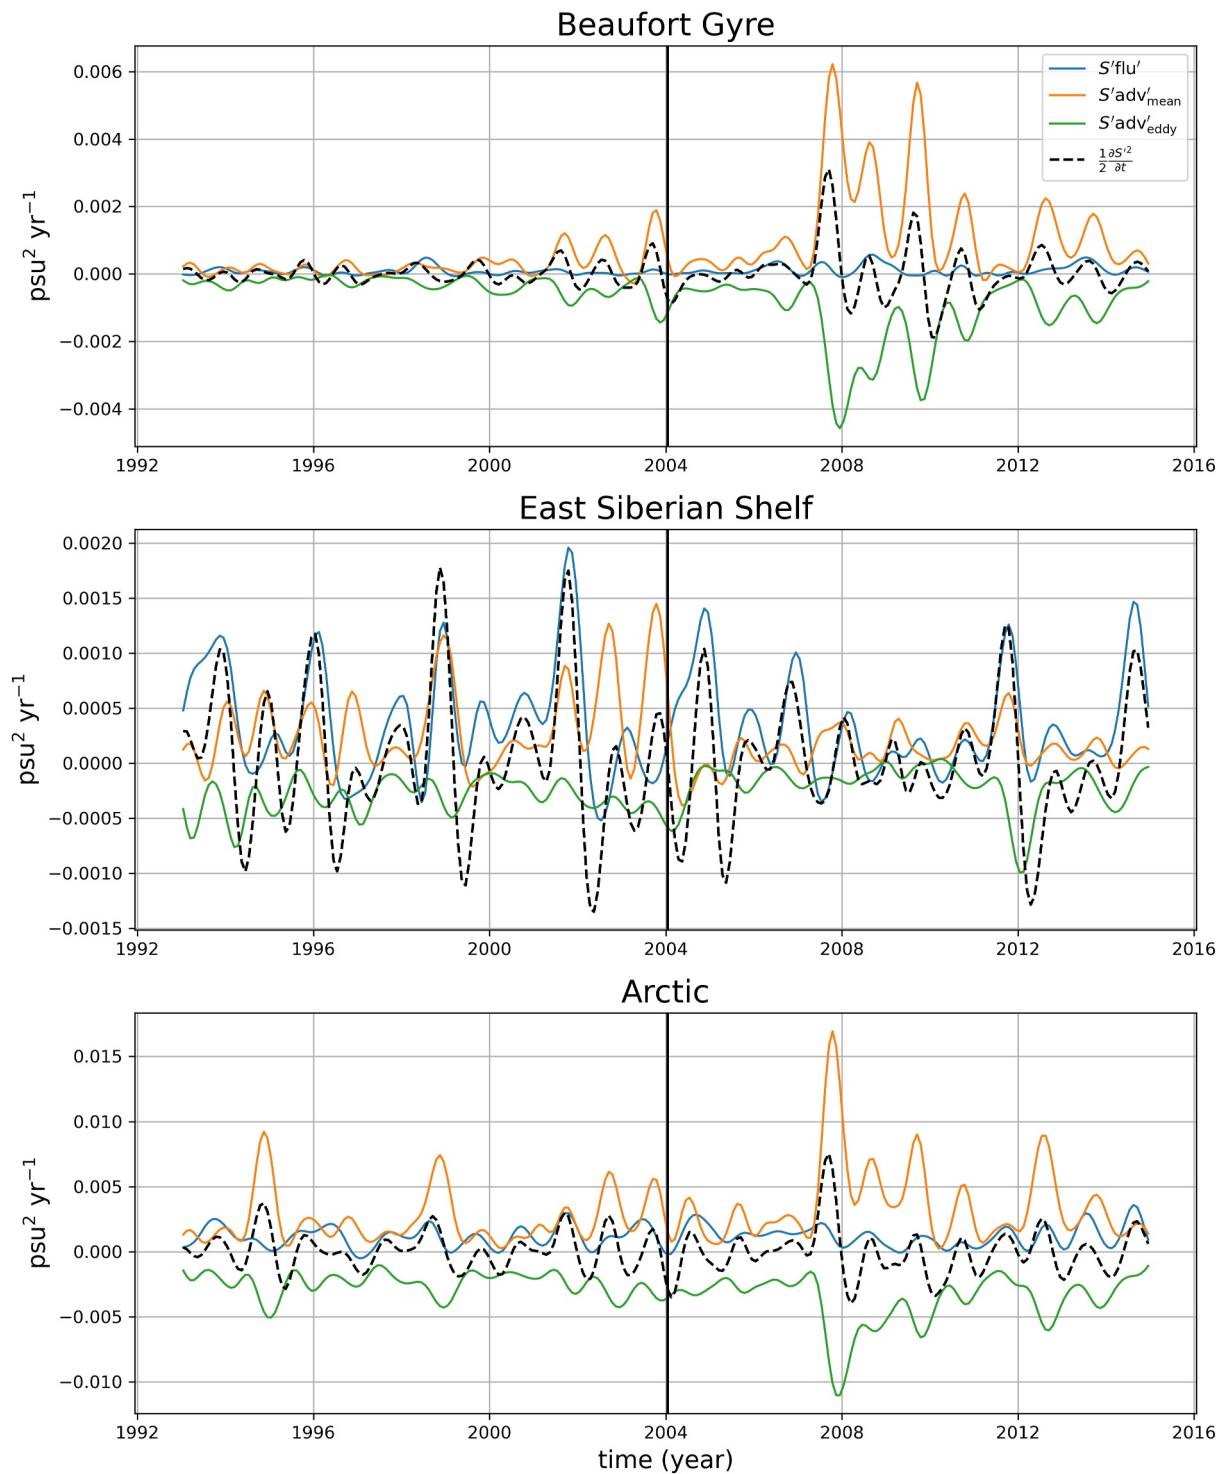 Beaufort Gyre
0.006
0.004
0.002
0.000
−0.002
−0.004
psu² yr⁻¹
S′flu′
S′adv′mean
S′adv′eddy
1/2 ∂S′²/∂t
1992 1996 2000 2004 2008 2012 2016
East Siberian Shelf
0.0020
0.0015
0.0010
0.0005
0.0000
−0.0005
−0.0010
−0.0015
psu² yr⁻¹
1992 1996 2000 2004 2008 2012 2016
Arctic
0.015
0.010
0.005
0.000
−0.005
−0.010
psu² yr⁻¹
1992 1996 2000 2004 2008 2012 2016
time (year)